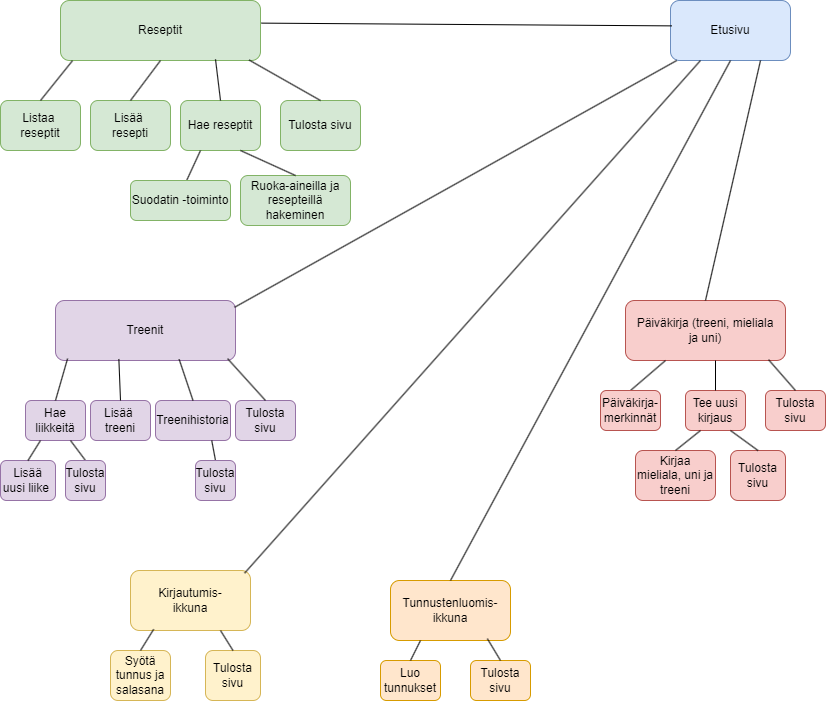 Reseptit
Etusivu
Listaa
reseptit
Lisää
resepti
Hae reseptit
Tulosta sivu
Suodatin -toiminto
Ruoka-aineilla ja
resepteillä
hakeminen
Treenit
Päiväkirja (treeni, mieliala
ja uni)
Hae
liikkeitä
Lisää
treeni
Treenihistoria
Tulosta
sivu
Lisää
uusi liike
Tulosta
sivu
Tulosta
sivu
Päiväkirja-
merkinnät
Tee uusi
kirjaus
Tulosta
sivu
Kirjaa
mieliala, uni ja
treeni
Tulosta
sivu
Kirjautumis-
ikkuna
Tunnustenluomis-
ikkuna
Syötä
tunnus ja
salasana
Tulosta
sivu
Luo
tunnukset
Tulosta
sivu